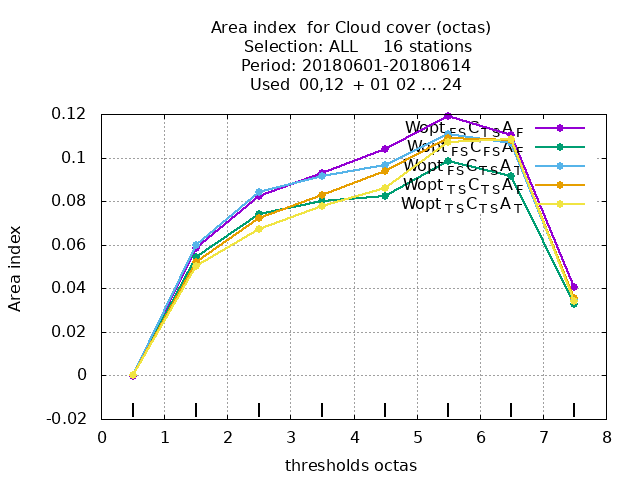 Area index  for Cloud cover (octas)
Selection: ALL     16 stations
Period: 20180601-20180614
Used  00,12  + 01 02 ... 24
0.12
0.1
0.08
0.06
0.04
0.02
0
-0.02
Area index
Wopt FS C TS A F
Wopt FS C FS A F
Wopt FS C TS A T
Wopt TS C TS A F
Wopt TS C TS A T
0 1 2 3 4 5 6 7 8
thresholds octas